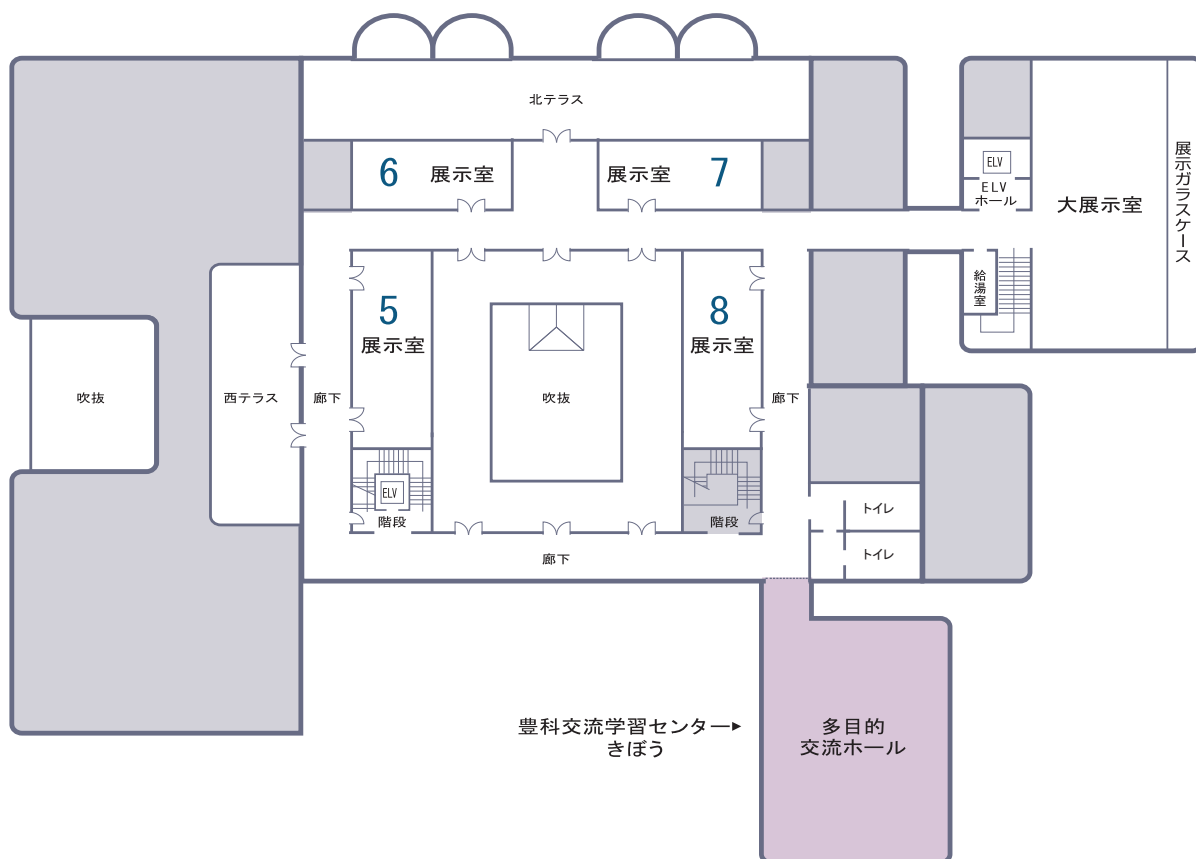 北テラス
6 展示室
展示室 7
ELV
ELV
ホール
大展示室
展示ガラスケース
給湯室
5
展示室
8
展示室
吹抜
西テラス
廊下
吹抜
廊下
ELV
階段
階段
トイレ
トイレ
廊下
豊科交流学習センター▶
きぼう
多目的
交流ホール